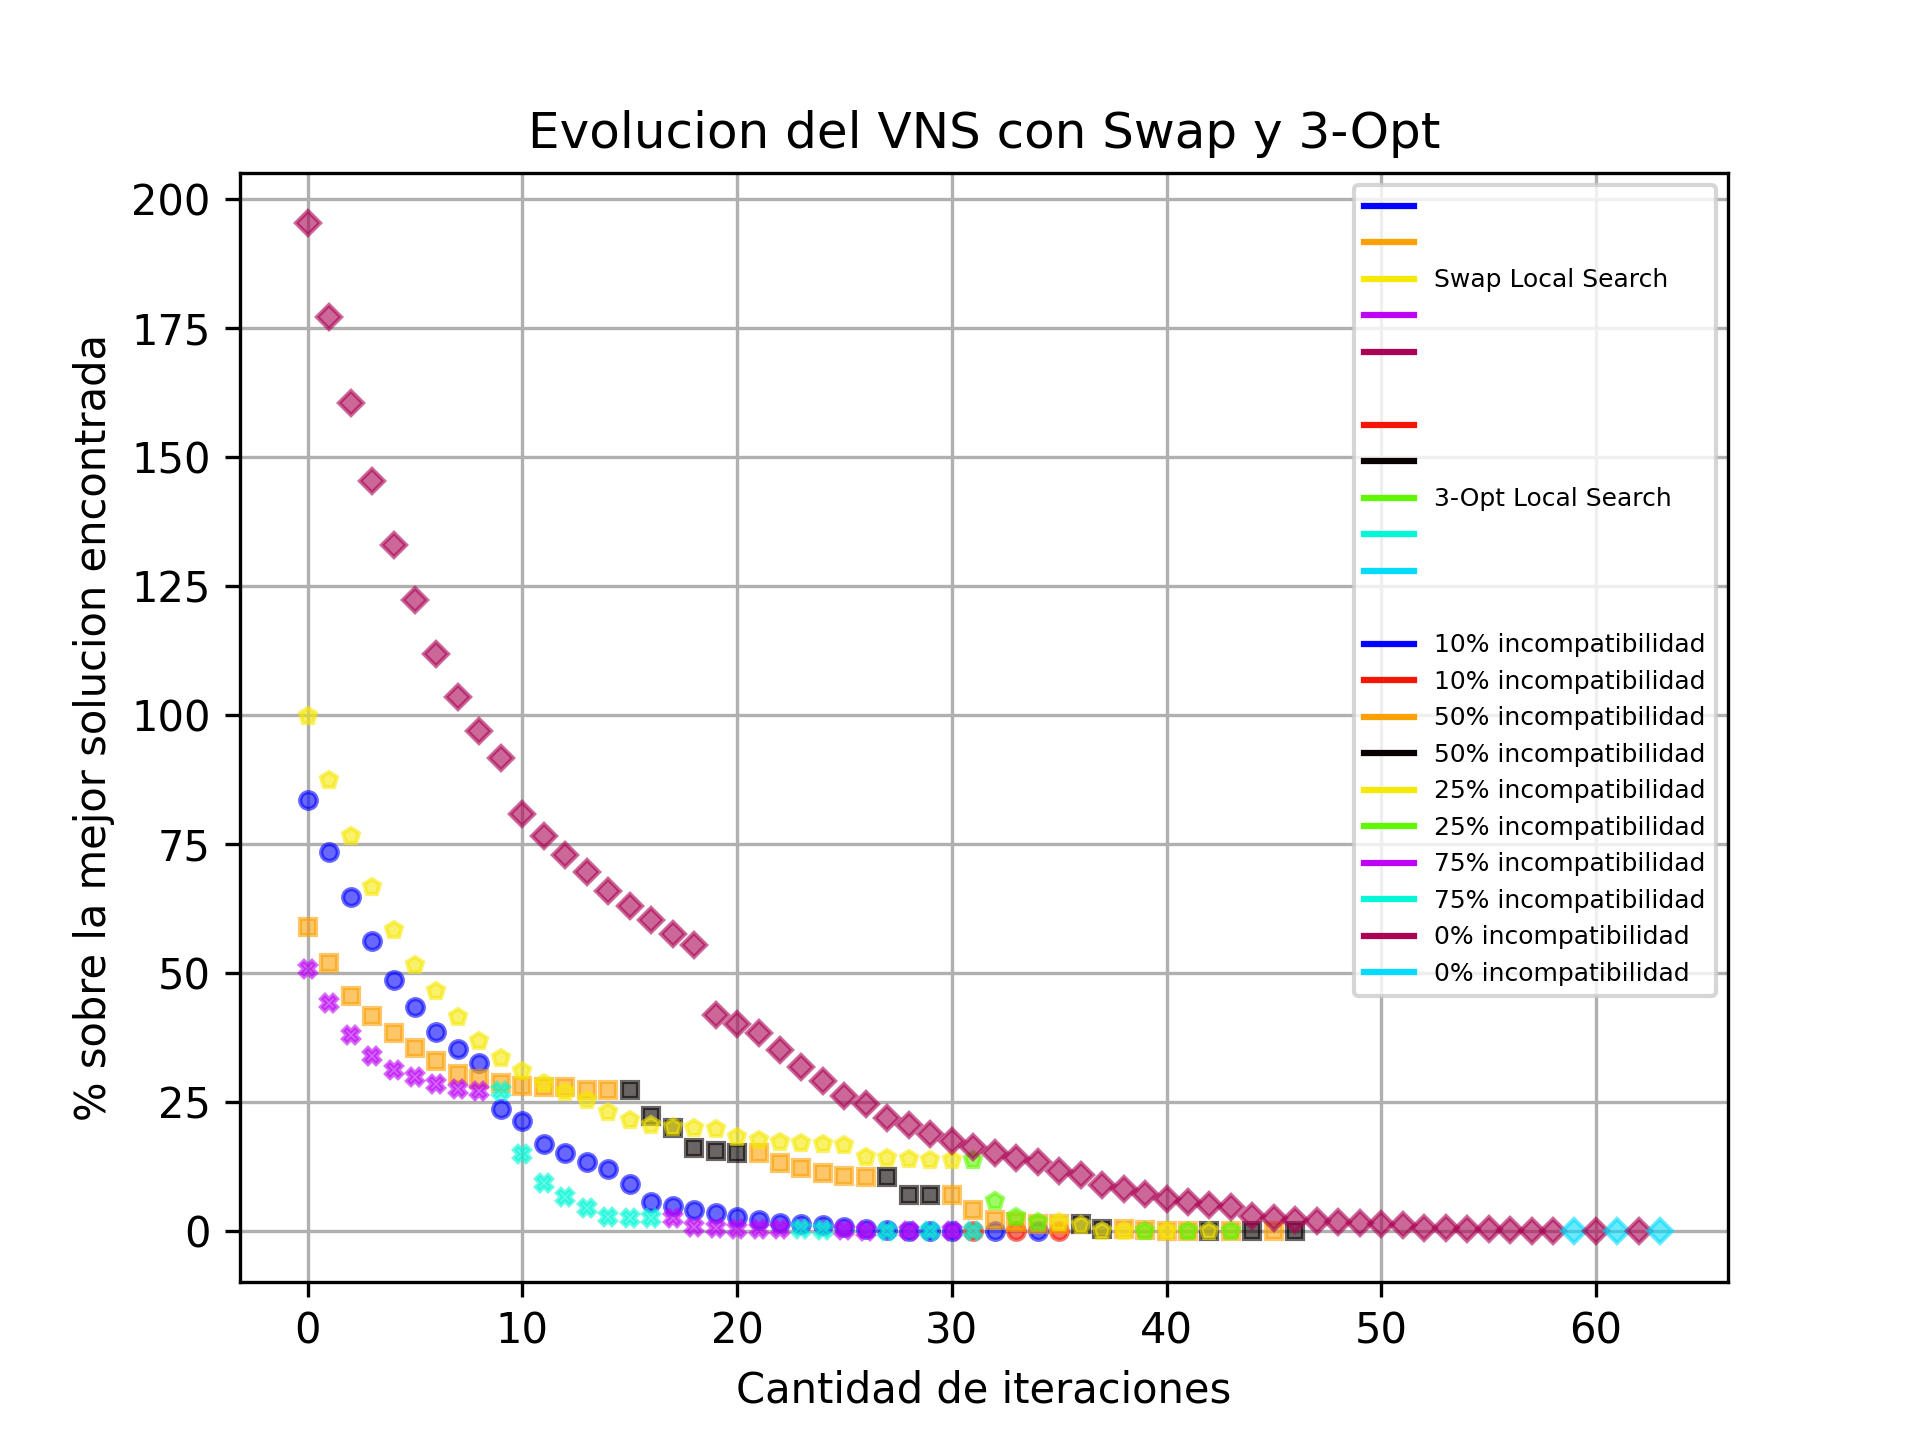 Evolucion del VNS con Swap y 3-Opt
% sobre la mejor solucion encontrada
200
175
150
125
100
75
50
25
0
Swap Local Search
3-Opt Local Search
10% incompatibilidad
10% incompatibilidad
50% incompatibilidad
50% incompatibilidad
25% incompatibilidad
25% incompatibilidad
75% incompatibilidad
75% incompatibilidad
0% incompatibilidad
0% incompatibilidad
0 10 20 30 40 50 60
Cantidad de iteraciones